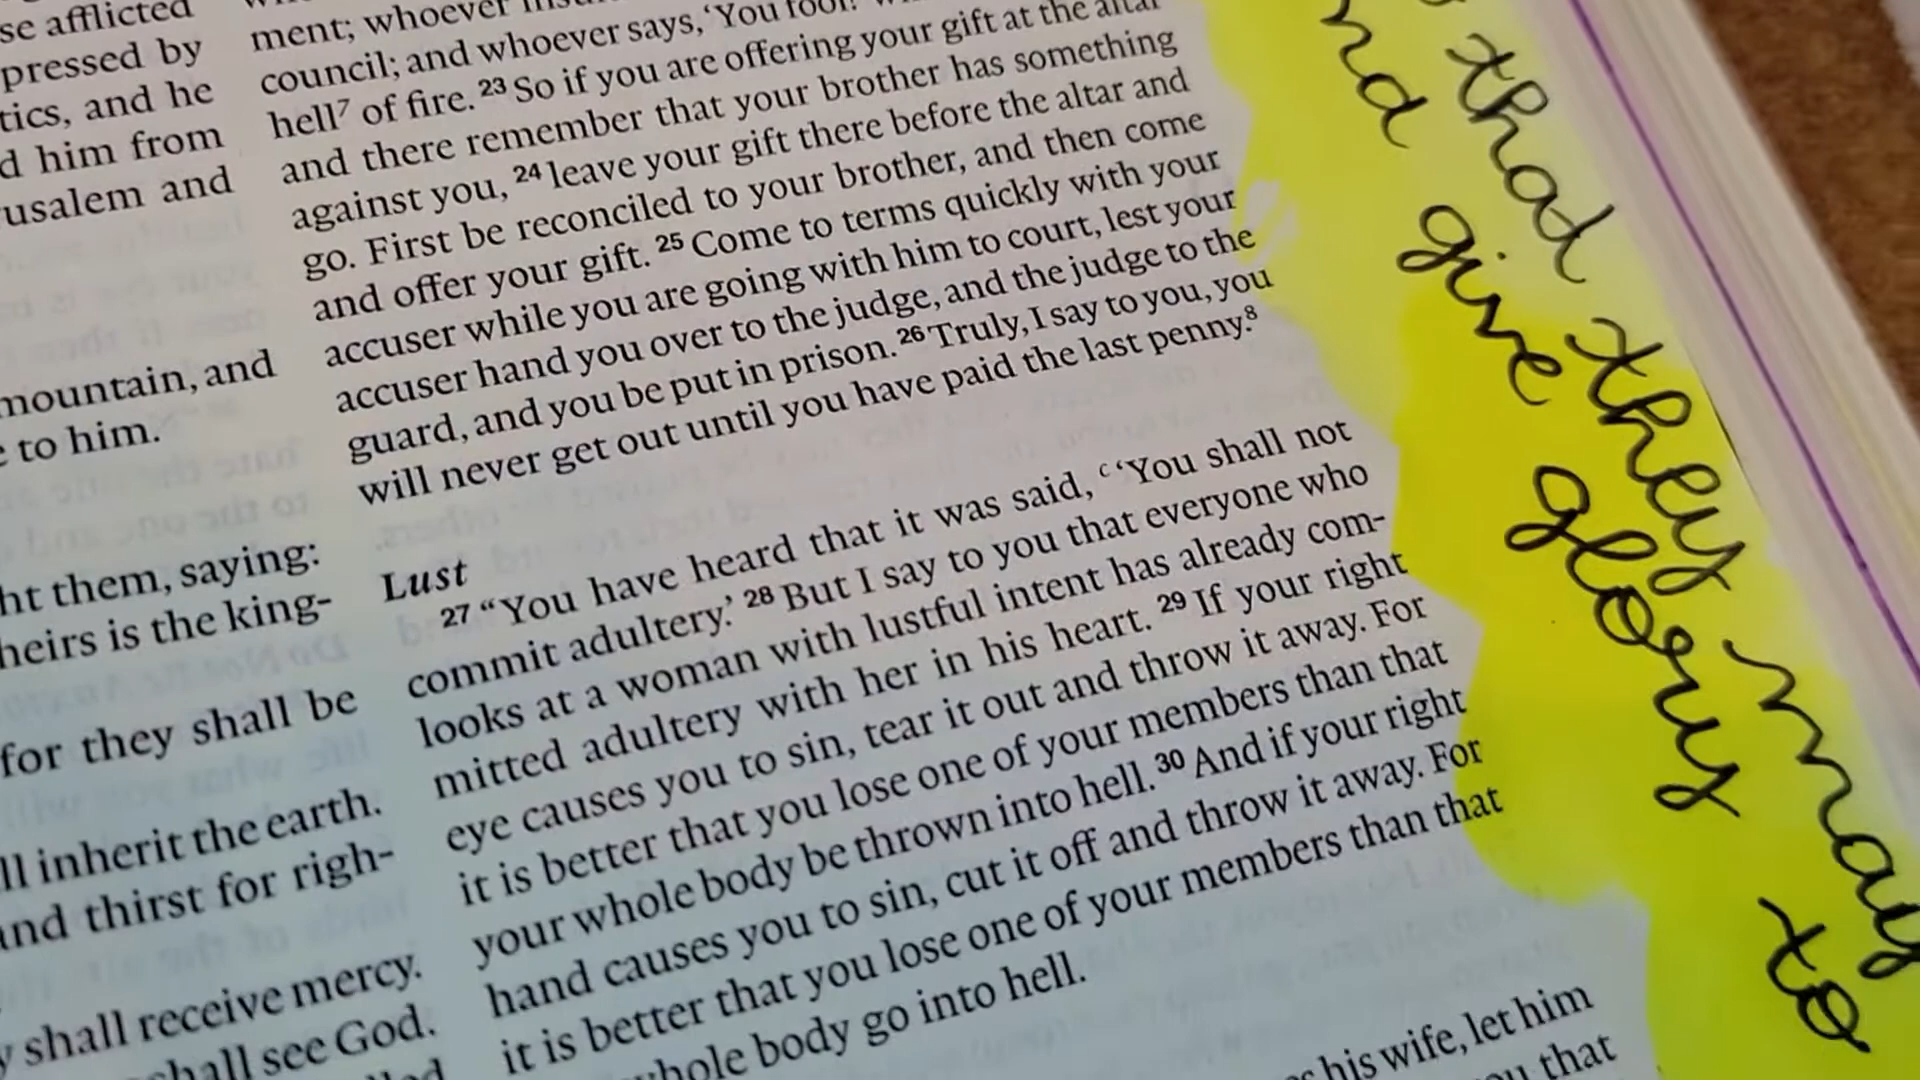 se afflicted
pressed by
tics, and he
d him from
rusalem and
mountain, and
e to him.
ht them, saying:
heirs is the king-
for they shall be
ll inherit the earth.
and thirst for righ-
y shall receive mercy.
shall see God.
ment; whoever
council; and whoever says, ‘You fool!’
hell⁷ of fire. 23 So if you are offering your gift at the altar
and there remember that your brother has something
against you, 24 leave your gift there before the altar and
go. First be reconciled to your brother, and then come
and offer your gift. 25 Come to terms quickly with your
accuser while you are going with him to court, lest your
accuser hand you over to the judge, and the judge to the
guard, and you be put in prison. 26 Truly, I say to you, you
will never get out until you have paid the last penny.⁸
Lust
27 “You have heard that it was said, ᶜ ‘You shall not
commit adultery.’ 28 But I say to you that everyone who
looks at a woman with lustful intent has already com-
mitted adultery with her in his heart. 29 If your right
eye causes you to sin, tear it out and throw it away. For
it is better that you lose one of your members than that
your whole body be thrown into hell. 30 And if your right
hand causes you to sin, cut it off and throw it away. For
it is better that you lose one of your members than that
whole body go into hell.
his wife, let him
that
that they may
nd give glory to